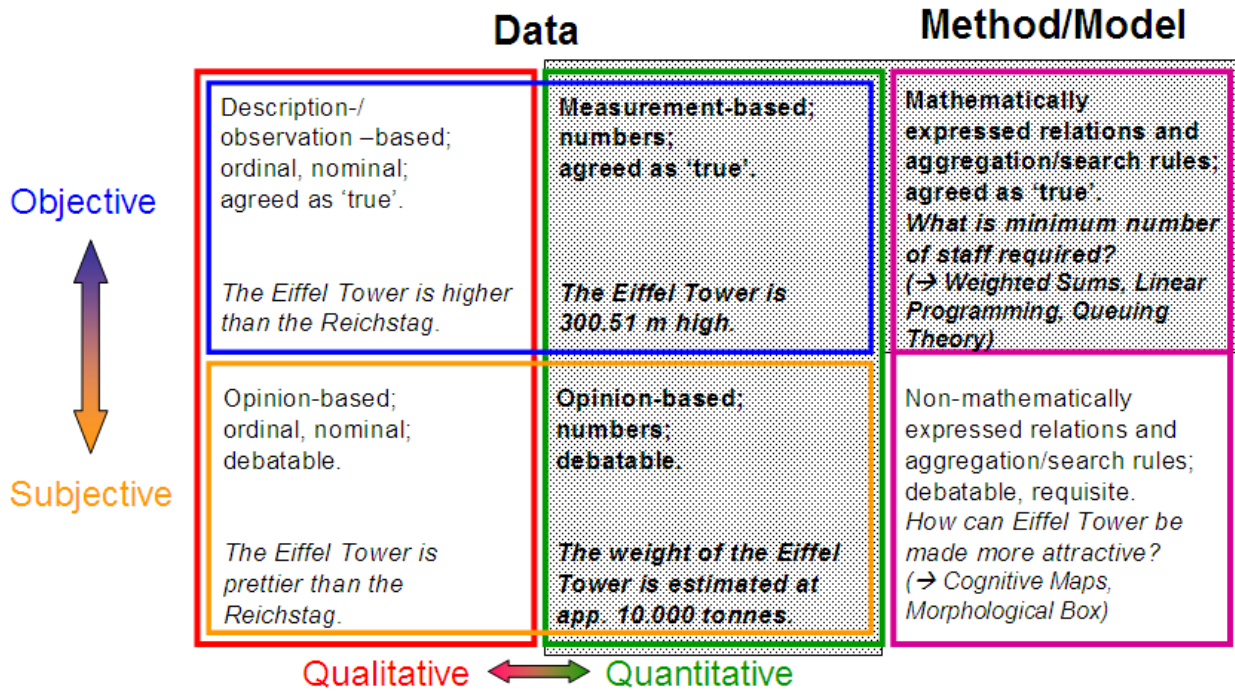 Data
Method/Model
Objective
Subjective
Description-/
observation –based;
ordinal, nominal;
agreed as ‘true’.
The Eiffel Tower is higher
than the Reichstag.
Measurement-based;
numbers;
agreed as ‘true’.
The Eiffel Tower is
300.51 m high.
Mathematically
expressed relations and
aggregation/search rules;
agreed as ‘true’.
What is minimum number
of staff required?
(→ Weighted Sums, Linear
Programming, Queuing
Theory)
Opinion-based;
ordinal, nominal;
debatable.
The Eiffel Tower is
prettier than the
Reichstag.
Opinion-based;
numbers;
debatable.
The weight of the Eiffel
Tower is estimated at
app. 10.000 tonnes.
Non-mathematically
expressed relations and
aggregation/search rules;
debatable, requisite.
How can Eiffel Tower be
made more attractive?
(→ Cognitive Maps,
Morphological Box)
Qualitative
Quantitative